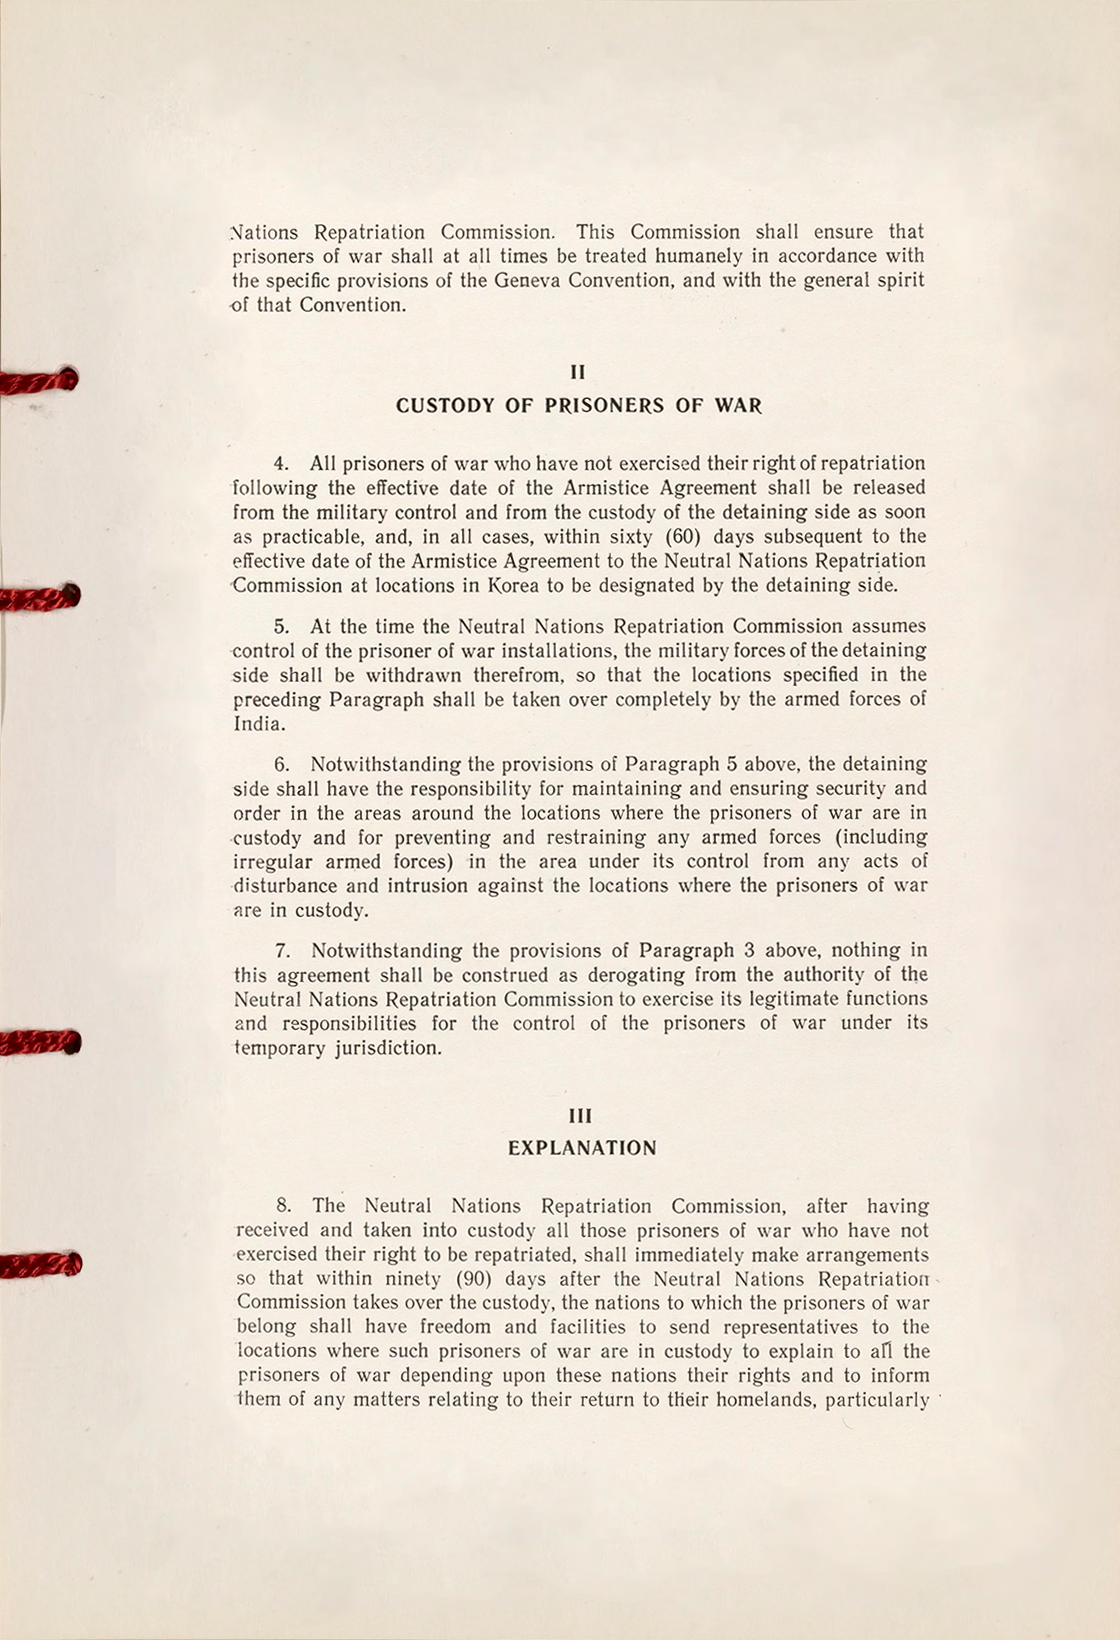 Nations Repatriation Commission. This Commission shall ensure that
prisoners of war shall at all times be treated humanely in accordance with
the specific provisions of the Geneva Convention, and with the general spirit
of that Convention.
II
CUSTODY OF PRISONERS OF WAR
4. All prisoners of war who have not exercised their right of repatriation
following the effective date of the Armistice Agreement shall be released
from the military control and from the custody of the detaining side as soon
as practicable, and, in all cases, within sixty (60) days subsequent to the
effective date of the Armistice Agreement to the Neutral Nations Repatriation
Commission at locations in Korea to be designated by the detaining side.
5. At the time the Neutral Nations Repatriation Commission assumes
control of the prisoner of war installations, the military forces of the detaining
side shall be withdrawn therefrom, so that the locations specified in the
preceding Paragraph shall be taken over completely by the armed forces of
India.
6. Notwithstanding the provisions of Paragraph 5 above, the detaining
side shall have the responsibility for maintaining and ensuring security and
order in the areas around the locations where the prisoners of war are in
custody and for preventing and restraining any armed forces (including
irregular armed forces) in the area under its control from any acts of
disturbance and intrusion against the locations where the prisoners of war
are in custody.
7. Notwithstanding the provisions of Paragraph 3 above, nothing in
this agreement shall be construed as derogating from the authority of the
Neutral Nations Repatriation Commission to exercise its legitimate functions
and responsibilities for the control of the prisoners of war under its
temporary jurisdiction.
III
EXPLANATION
8. The Neutral Nations Repatriation Commission, after having
received and taken into custody all those prisoners of war who have not
exercised their right to be repatriated, shall immediately make arrangements
so that within ninety (90) days after the Neutral Nations Repatriation
Commission takes over the custody, the nations to which the prisoners of war
belong shall have freedom and facilities to send representatives to the
locations where such prisoners of war are in custody to explain to all the
prisoners of war depending upon these nations their rights and to inform
them of any matters relating to their return to their homelands, particularly